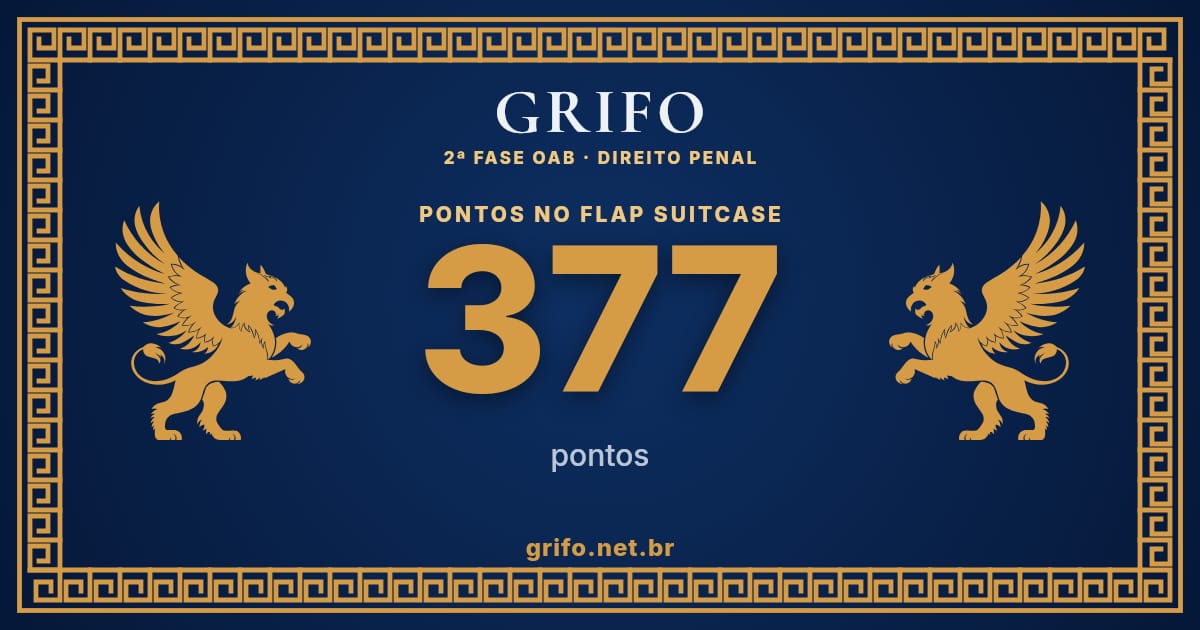 GRIFO
2ª FASE OAB · DIREITO PENAL
PONTOS NO FLAP SUITCASE
377
pontos
grifo.net.br